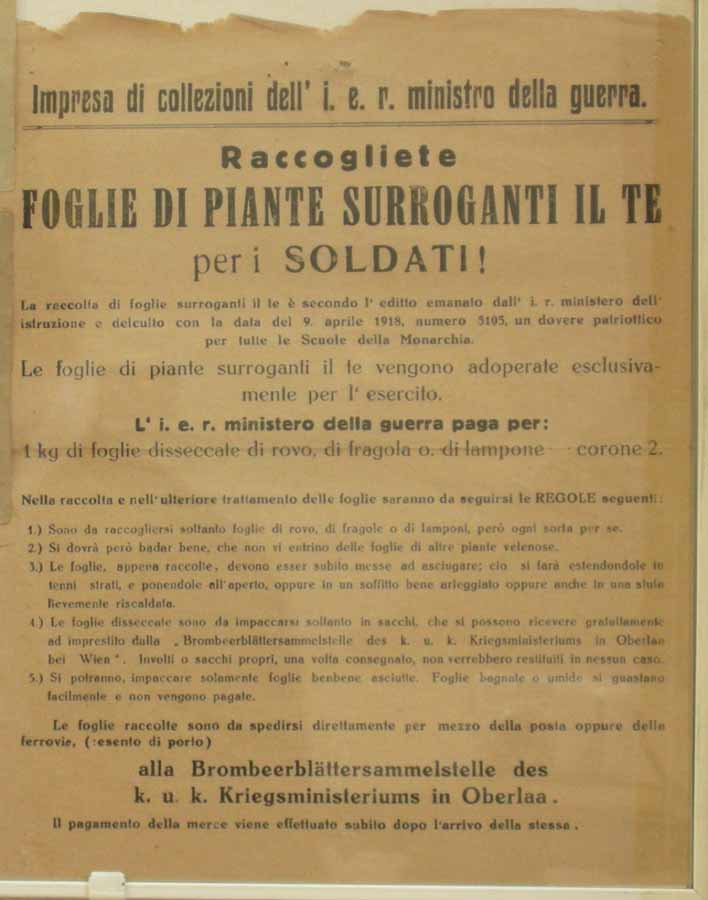 Impresa di collezioni dell' i. e. r. ministro della guerra.
Raccogliete
FOGLIE DI PIANTE SURROGANTI IL TE
per i SOLDATI!
La raccolta di foglie surroganti il te è secondo l' editto emanato dall' i. r. ministero dell'
istruzione e delculto con la data del 9. aprile 1918, numero 5105, un dovere patriottico
per tutte le Scuole della Monarchia.
Le foglie di piante surroganti il te vengono adoperate esclusiva-
mente per l' esercito.
L' i. e. r. ministero della guerra paga per:
1 kg di foglie disseccate di rovo, di fragola o. di lampone corone 2.
Nella raccolta e nell'ulteriore trattamento delle foglie saranno da seguirsi le REGOLE seguenti:
1.) Sono da raccogliersi soltanto foglie di rovo, di fragole o di lamponi, però ogni sorta per se.
2.) Si dovrà però badar bene, che non vi entrino delle foglie di altre piante velenose.
3.) Le foglie, appena raccolte, devono esser subito messe ad asciugare; cio si farà estendondole in
tenni strati, e ponendole all'aperto, oppure in un soffitto bene arieggiato oppure anche in una stufa
lievemente riscaldata.
4.) Le foglie disseccate sono da impaccarsi soltanto in sacchi, che si possono ricevere gratuitamente
ad imprestito dalla „Brombeerblättersammelstelle des k. u. k. Kriegsministeriums in Oberlaa
bei Wien". Involti o sacchi propri, una volta consegnato, non verrebbero restituiti in nessun caso.
5.) Si potranno, impaccare solamente foglie benbene asciutte. Foglie bagnate o umide si guastano
facilmente e non vengono pagate.
Le foglie raccolte sono da spedirsi direttamente per mezzo della posta oppure della
ferrovie, (:esento di porto)
alla Brombeerblättersammelstelle des
k. u. k. Kriegsministeriums in Oberlaa.
Il pagamento della merce viene effettuato subito dopo l'arrivo della stessa.